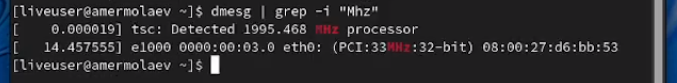 [liveuser@amermolaev ~]$ dmesg | grep -i "Mhz"
[    0.000019] tsc: Detected 1995.468 MHz processor
[   14.457555] e1000 0000:00:03.0 eth0: (PCI:33MHz:32-bit) 08:00:27:d6:bb:53
[liveuser@amermolaev ~]$